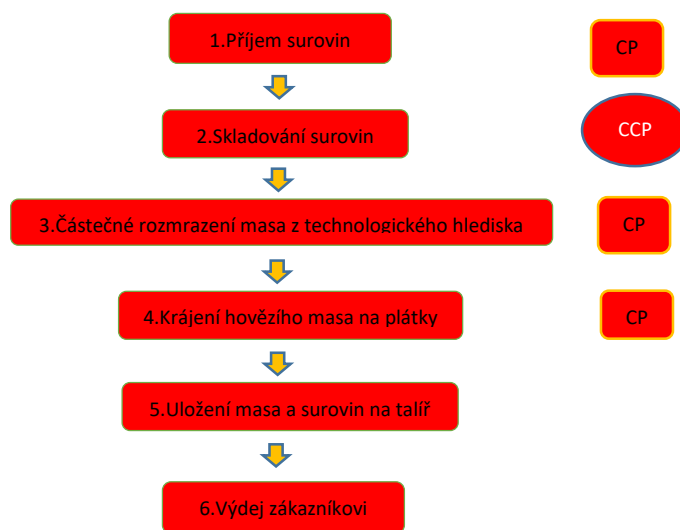 1.Příjem surovin
CP
2.Skladování surovin
CCP
3.Částečné rozmrazení masa z technologického hlediska
CP
4.Krájení hovězího masa na plátky
CP
5.Uložení masa a surovin na talíř
6.Výdej zákazníkovi